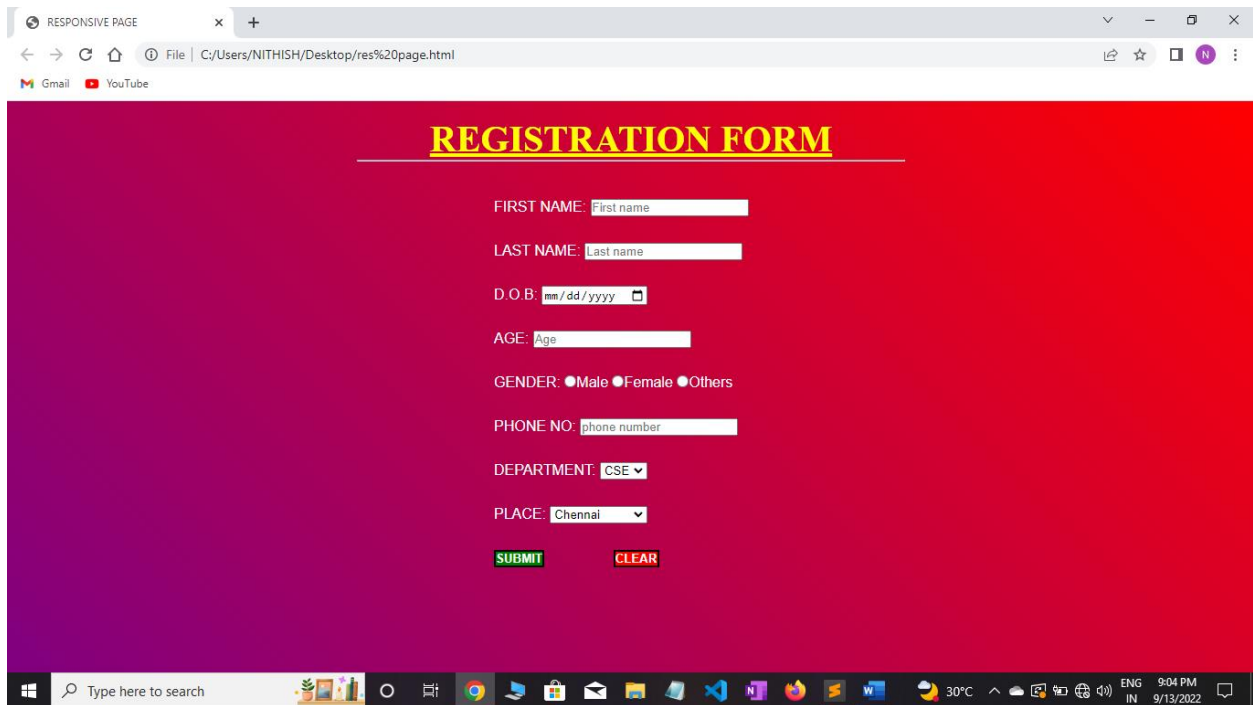 RESPONSIVE PAGE
File | C:/Users/NITHISH/Desktop/res%20page.html
N
Gmail YouTube
REGISTRATION FORM
FIRST NAME: First name
LAST NAME: Last name
D.O.B: mm/dd/yyyy
AGE: Age
GENDER: Male Female Others
PHONE NO: phone number
DEPARTMENT: CSE
PLACE: Chennai
SUBMIT CLEAR
Type here to search
30°C
ENG
IN
9:04 PM
9/13/2022